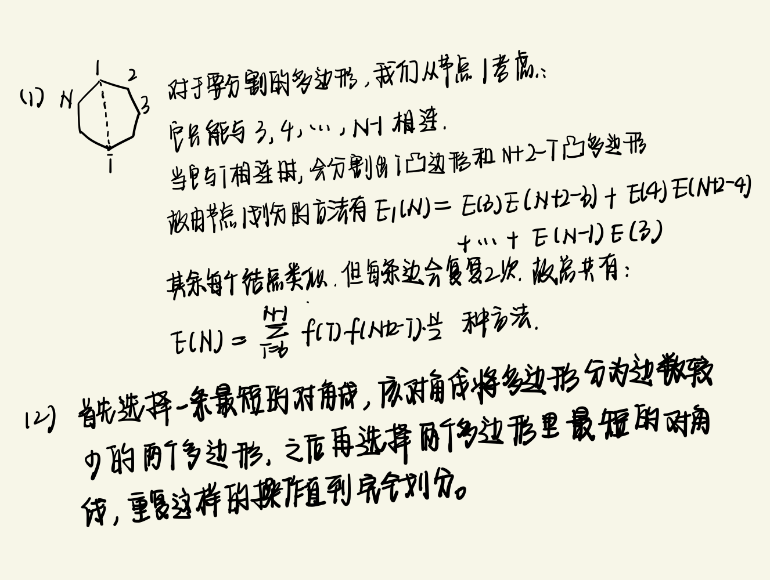 (1) 对于要分割的多边形,我们从节点1考虑:
1
2
3
N
i
它只能与3,4,…,N-1相连.
当它与i相连时,会分割出i凸边形和N+2-i凸多边形
故由节点1划分的方法有E₁(N)= E(3)E(N+2-3)+E(4)E(N+2-4)
+…+ E(N-1)E(3)
其余每个结点类似.但每条边会复复2次.故总共有:
E(N)= Σ f(i)·f(N+2-i)· 种方法.
(2) 首先选择一条最短的对角线,该对角线将多边形分为边数较
少的两个多边形,之后再选择两个多边形里最短的对角
线,重复这样的操作直到完全划分。